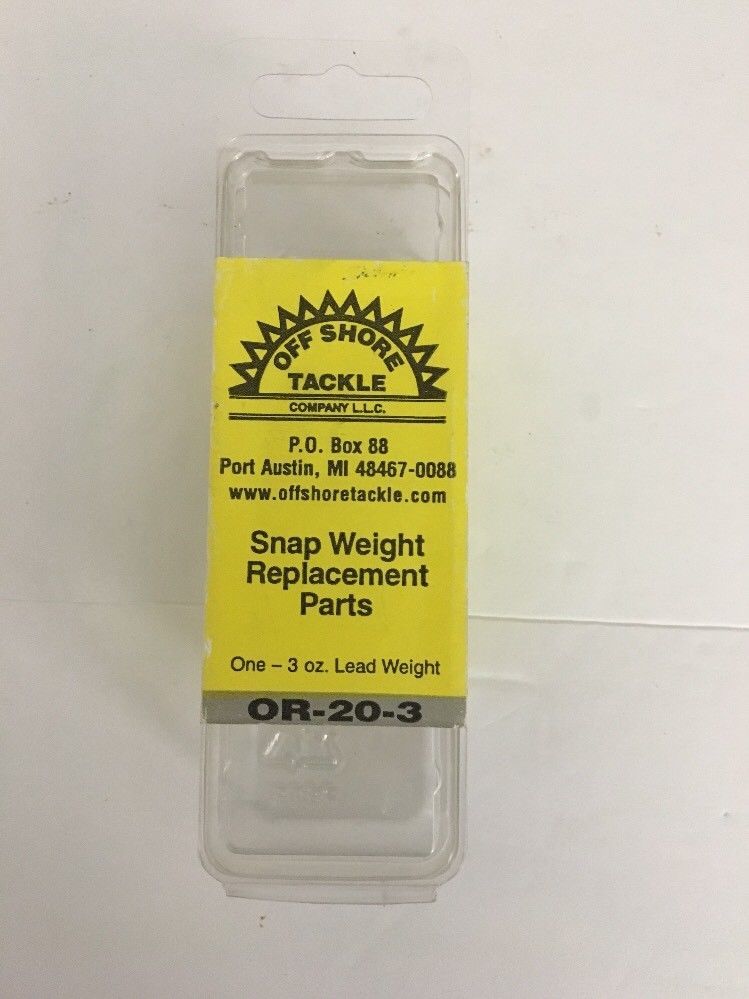 OFF SHORE
TACKLE
COMPANY L.L.C.
P.O. Box 88
Port Austin, MI 48467-0088
www.offshoretackle.com
Snap Weight
Replacement
Parts
One – 3 oz. Lead Weight
OR-20-3